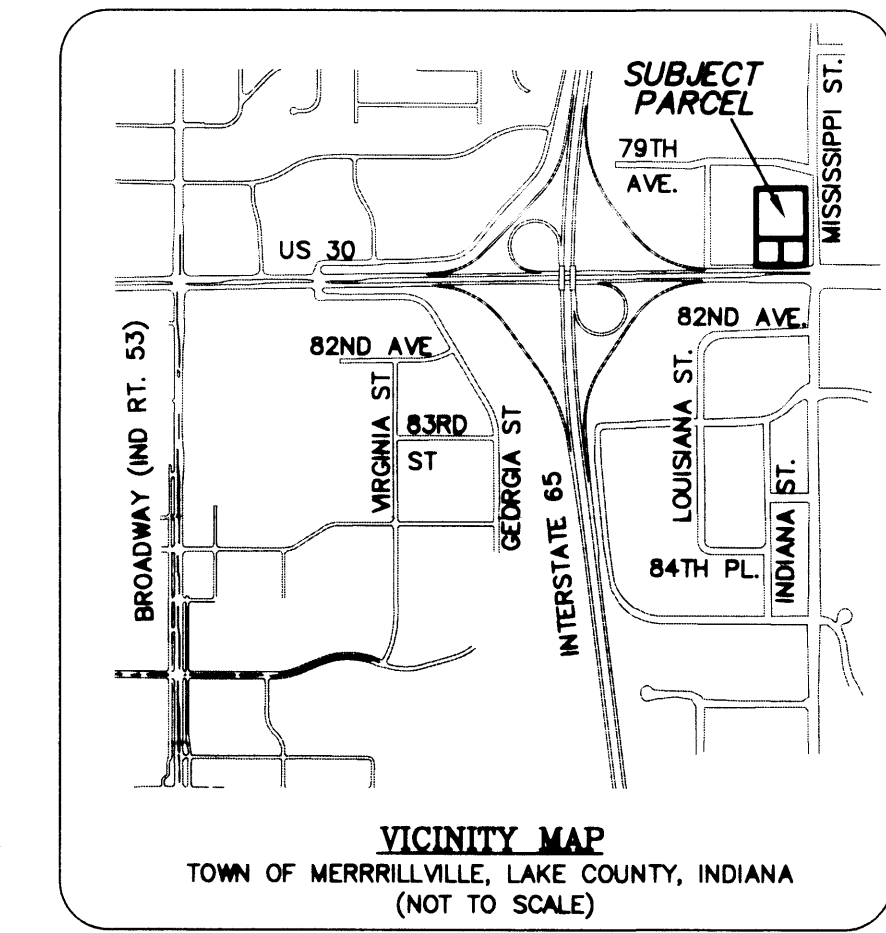 SUBJECT
PARCEL
MISSISSIPPI ST.
79TH
AVE.
US 30
82ND AVE.
82ND AVE
BROADWAY (IND RT. 53)
VIRGINIA ST
83RD
ST
GEORGIA ST
INTERSTATE 65
LOUISIANA ST.
INDIANA ST.
84TH PL.
VICINITY MAP
TOWN OF MERRRILLVILLE, LAKE COUNTY, INDIANA
(NOT TO SCALE)